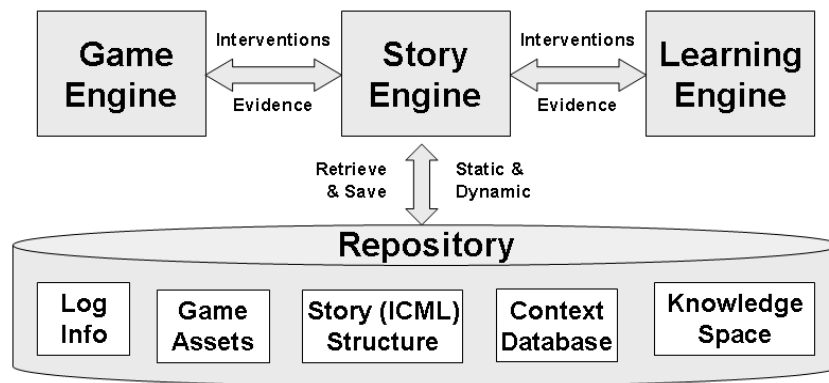 Game
Engine
Interventions
Evidence
Story
Engine
Interventions
Evidence
Learning
Engine
Retrieve
& Save
Static &
Dynamic
Repository
Log
Info
Game
Assets
Story (ICML)
Structure
Context
Database
Knowledge
Space